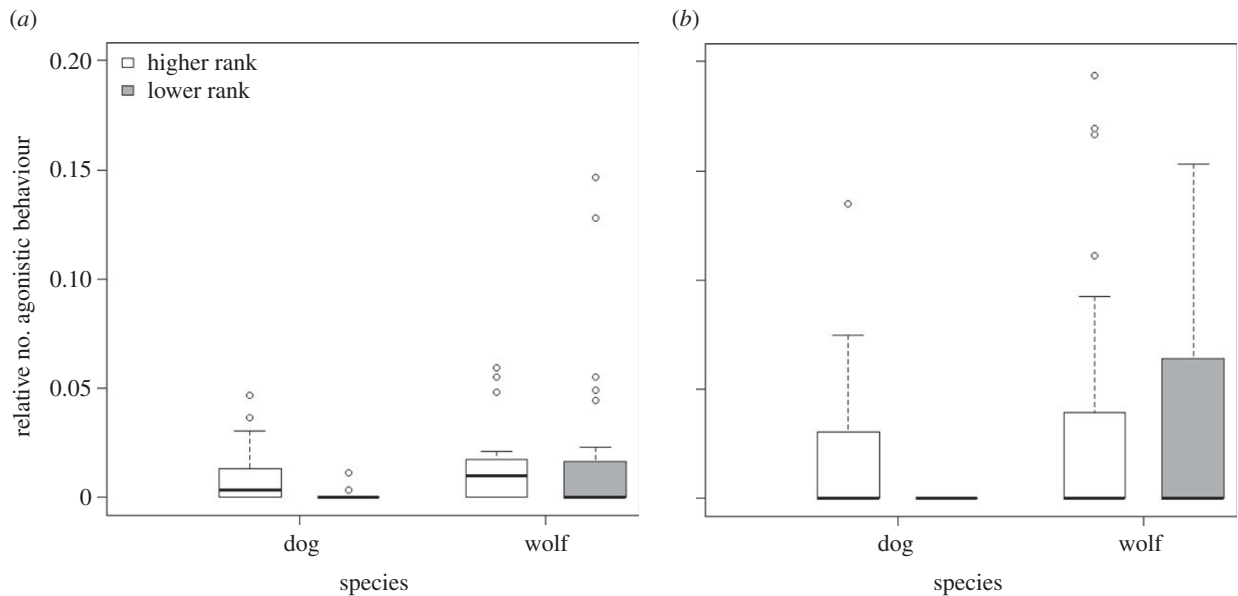 (a)
(b)
higher rank
lower rank
relative no. agonistic behaviour
0.20
0.15
0.10
0.05
0
dog
wolf
species
dog
wolf
species